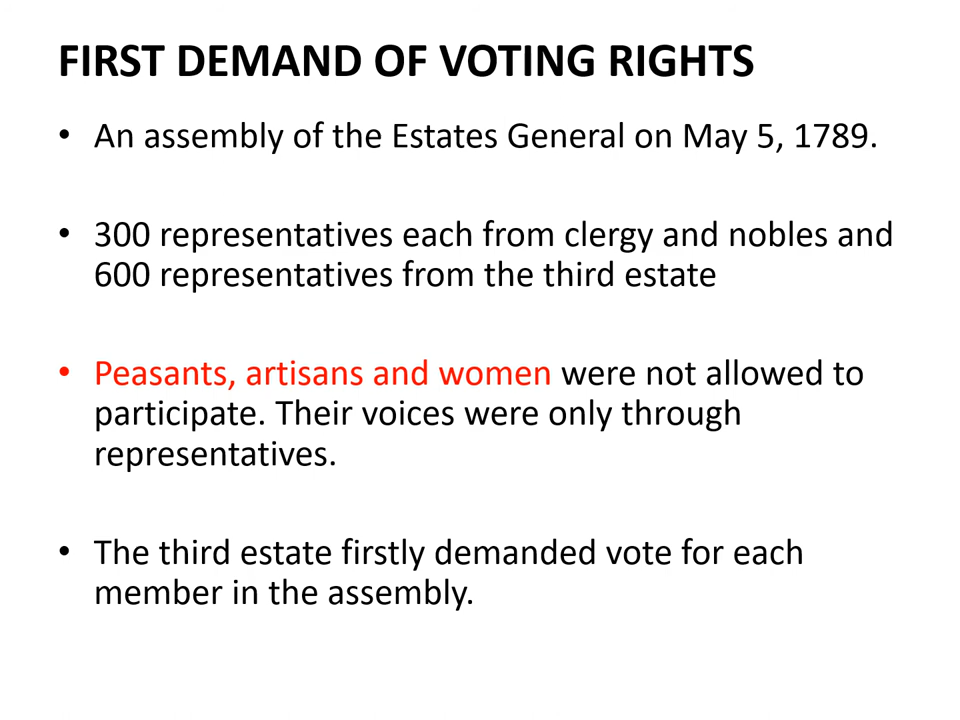 FIRST DEMAND OF VOTING RIGHTS
• An assembly of the Estates General on May 5, 1789.
• 300 representatives each from clergy and nobles and
600 representatives from the third estate
• Peasants, artisans and women were not allowed to
participate. Their voices were only through
representatives.
• The third estate firstly demanded vote for each
member in the assembly.